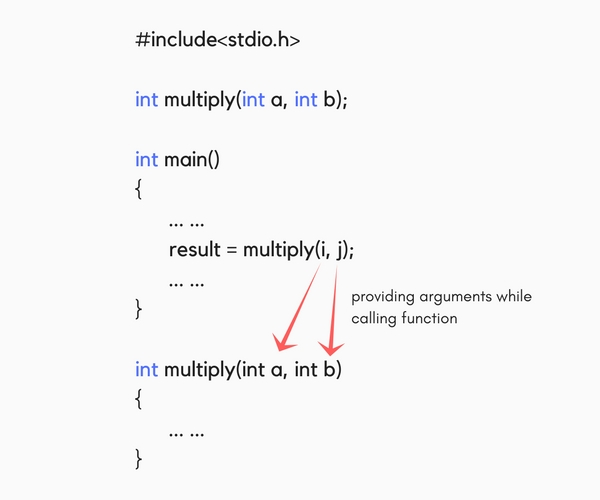 #include<stdio.h>
int multiply(int a, int b);
int main()
{
... ...
result = multiply(i, j);
... ...
}
providing arguments while
calling function
int multiply(int a, int b)
{
... ...
}